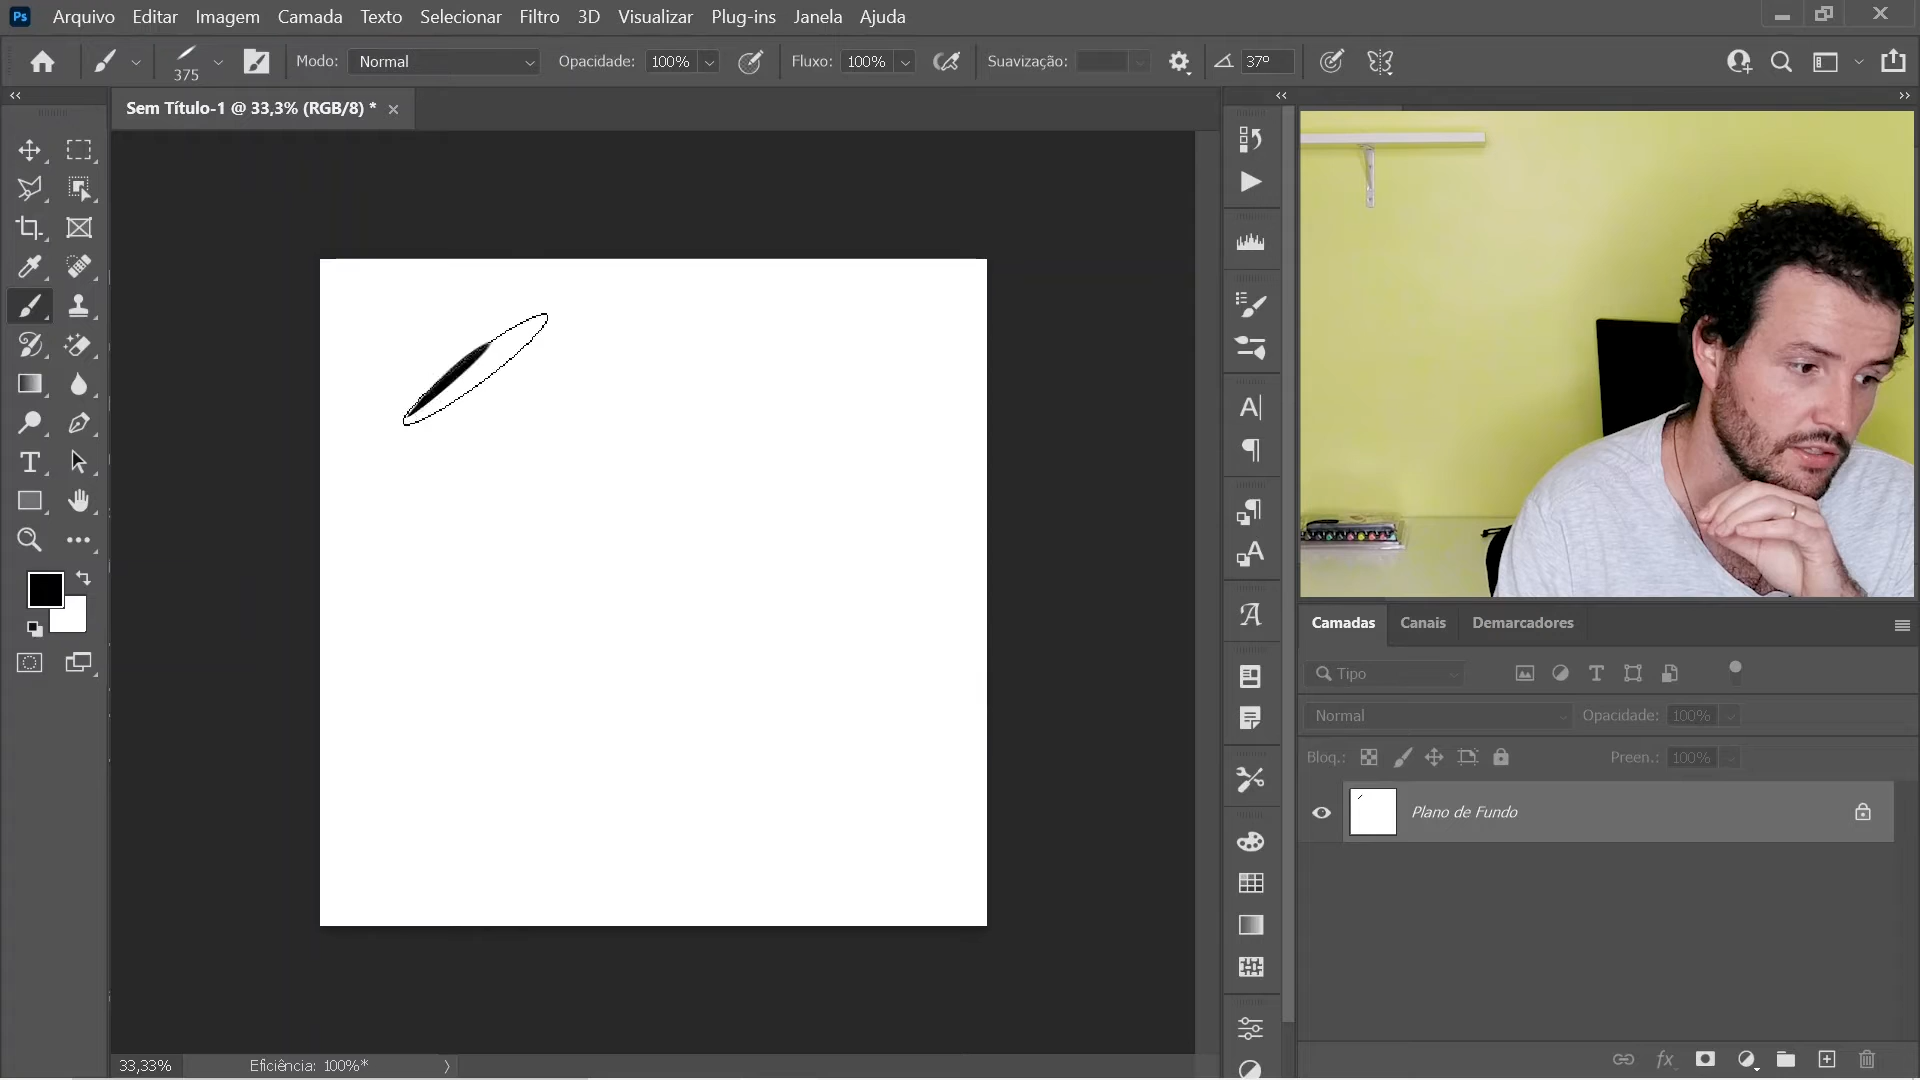 Ps Arquivo Editar Imagem Camada Texto Selecionar Filtro 3D Visualizar Plug-ins Janela Ajuda
375 Modo: Normal Opacidade: 100% Fluxo: 100% Suavização: 37º
Sem Título-1 @ 33,3% (RGB/8) *
Camadas Canais Demarcadores
Tipo
Normal Opacidade: 100%
Bloq.: Preen.: 100%
Plano de Fundo
fx
33,33% Eficiência: 100%*